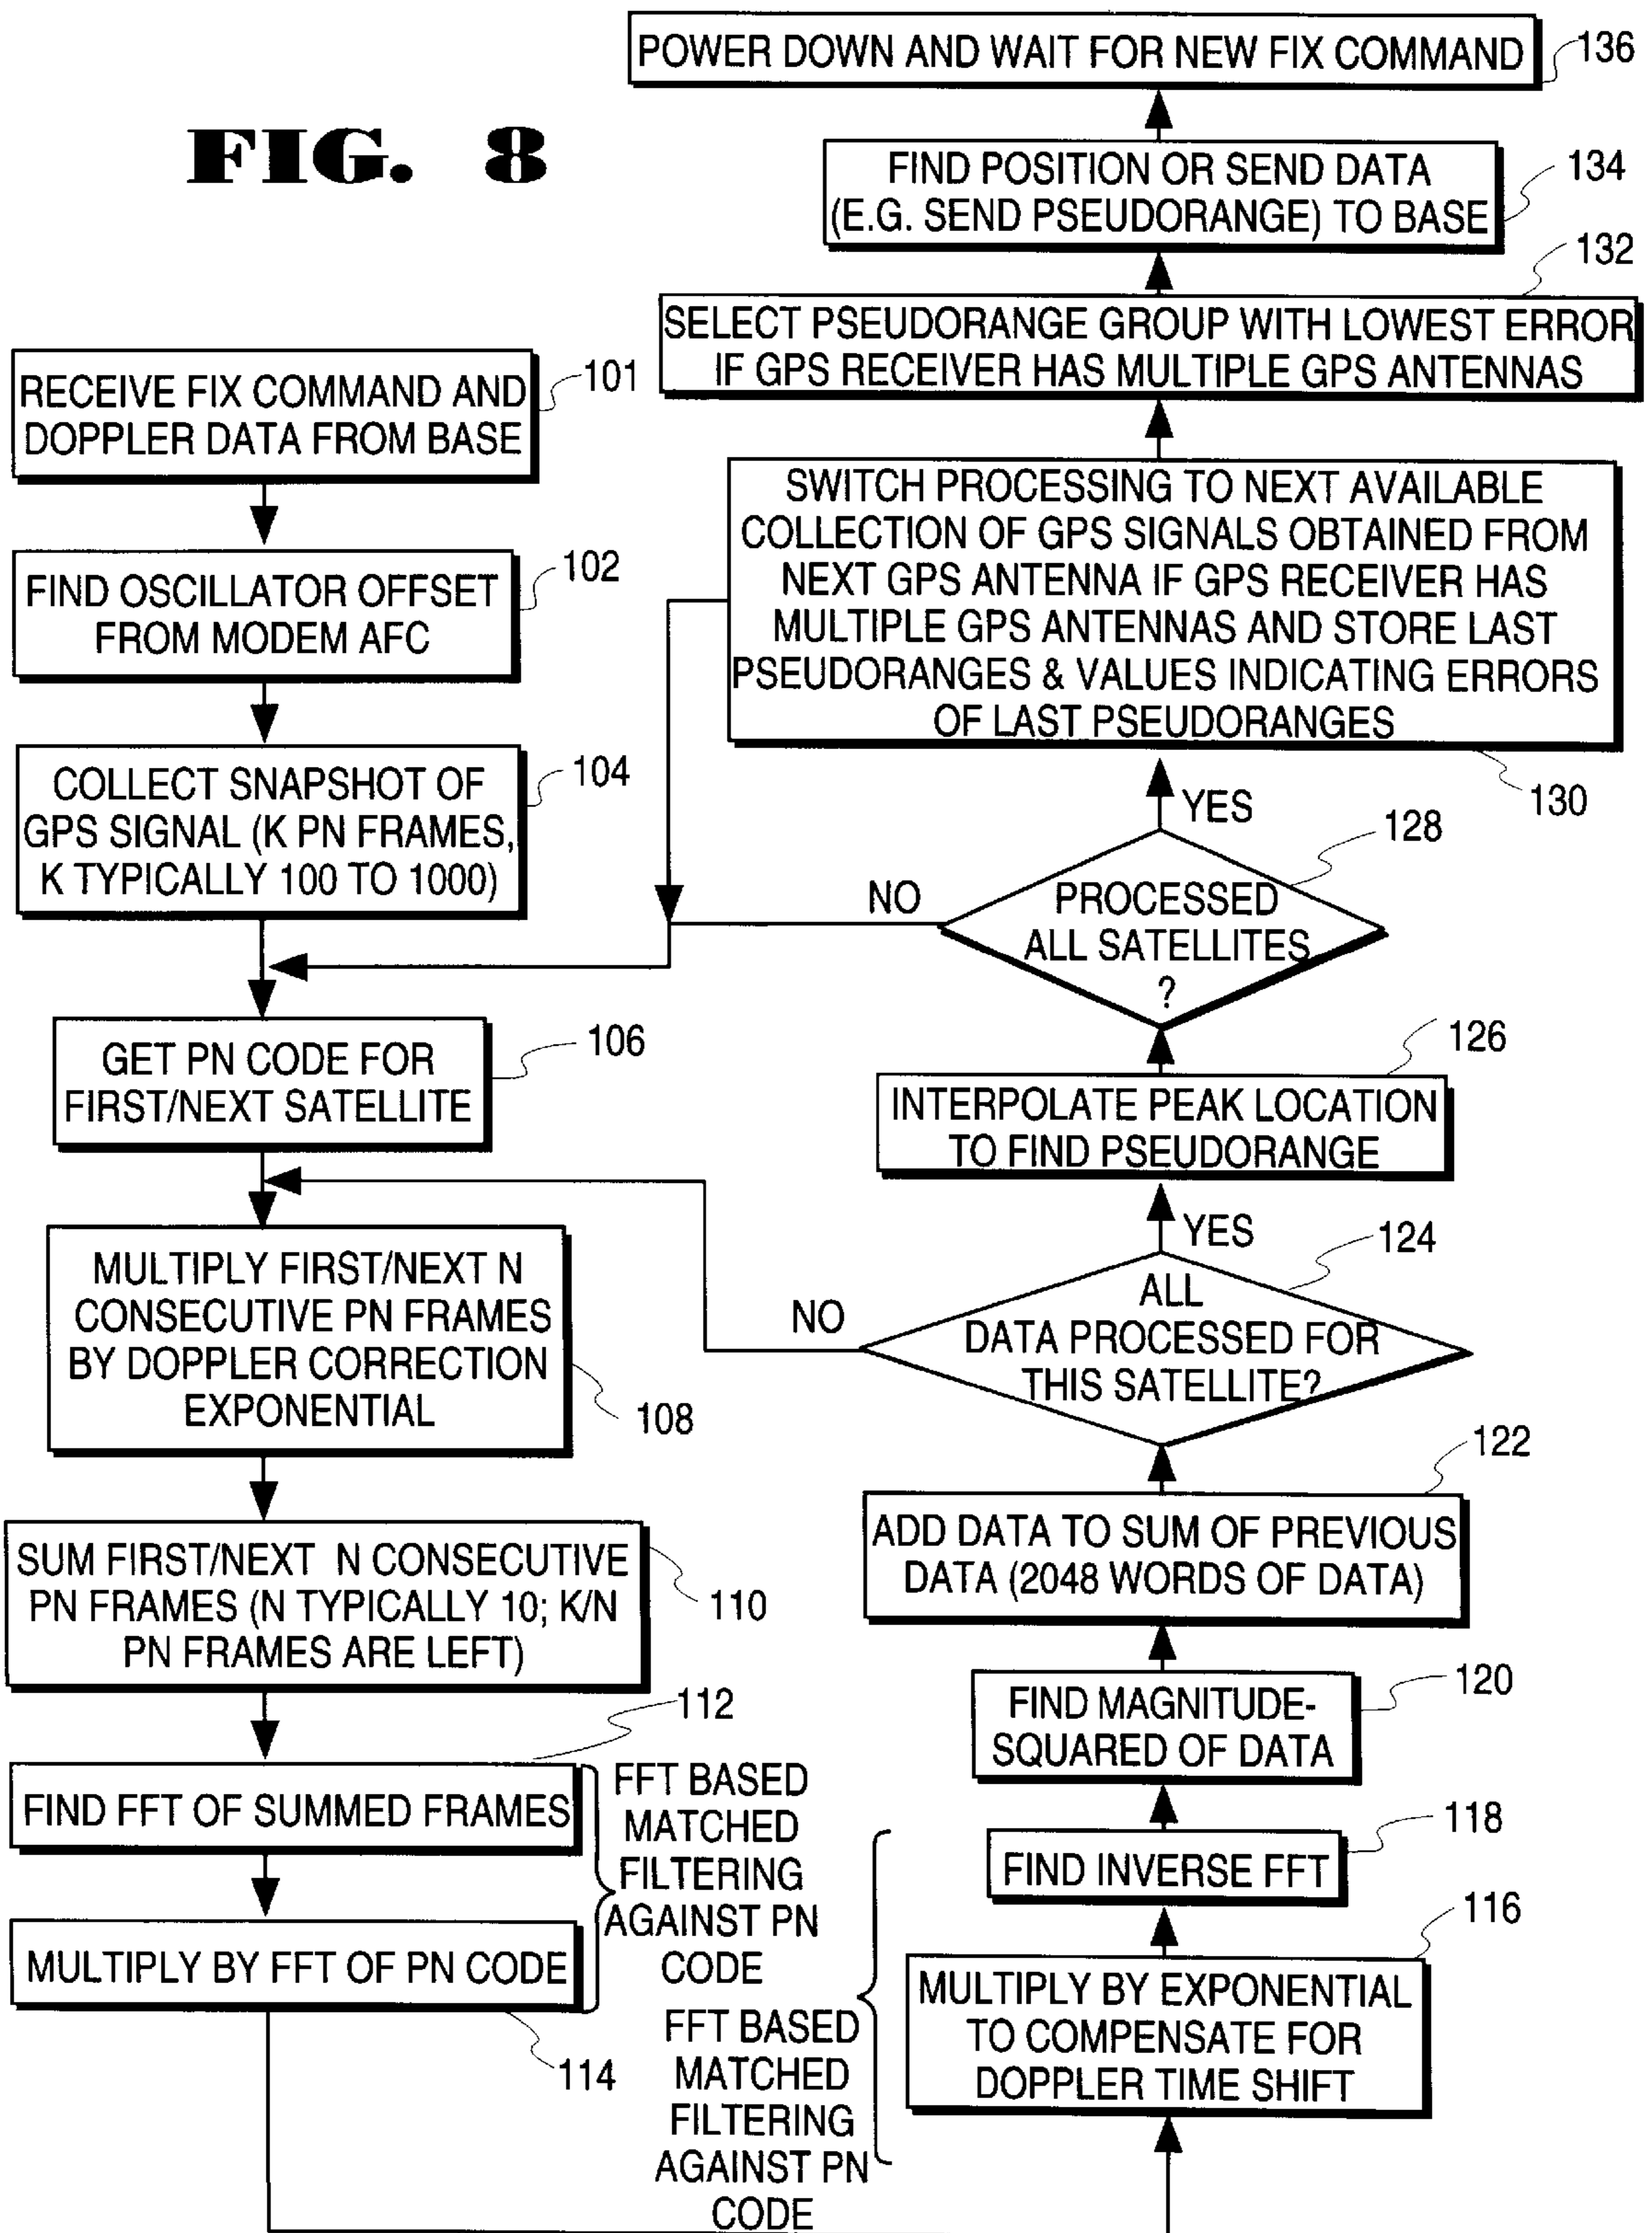 FIG. 8
RECEIVE FIX COMMAND AND
DOPPLER DATA FROM BASE
101
FIND OSCILLATOR OFFSET
FROM MODEM AFC
102
COLLECT SNAPSHOT OF
GPS SIGNAL (K PN FRAMES,
K TYPICALLY 100 TO 1000)
104
GET PN CODE FOR
FIRST/NEXT SATELLITE
106
MULTIPLY FIRST/NEXT N
CONSECUTIVE PN FRAMES
BY DOPPLER CORRECTION
EXPONENTIAL
108
SUM FIRST/NEXT N CONSECUTIVE
PN FRAMES (N TYPICALLY 10; K/N
PN FRAMES ARE LEFT)
110
112
FIND FFT OF SUMMED FRAMES
MULTIPLY BY FFT OF PN CODE
114
FFT BASED
MATCHED
FILTERING
AGAINST PN
CODE
FFT BASED
MATCHED
FILTERING
AGAINST PN
CODE
MULTIPLY BY EXPONENTIAL
TO COMPENSATE FOR
DOPPLER TIME SHIFT
116
FIND INVERSE FFT
118
FIND MAGNITUDE-
SQUARED OF DATA
120
ADD DATA TO SUM OF PREVIOUS
DATA (2048 WORDS OF DATA)
122
ALL
DATA PROCESSED FOR
THIS SATELLITE?
124
NO
YES
INTERPOLATE PEAK LOCATION
TO FIND PSEUDORANGE
126
PROCESSED
ALL SATELLITES
?
128
NO
YES
SWITCH PROCESSING TO NEXT AVAILABLE
COLLECTION OF GPS SIGNALS OBTAINED FROM
NEXT GPS ANTENNA IF GPS RECEIVER HAS
MULTIPLE GPS ANTENNAS AND STORE LAST
PSEUDORANGES & VALUES INDICATING ERRORS
OF LAST PSEUDORANGES
130
SELECT PSEUDORANGE GROUP WITH LOWEST ERROR
IF GPS RECEIVER HAS MULTIPLE GPS ANTENNAS
132
FIND POSITION OR SEND DATA
(E.G. SEND PSEUDORANGE) TO BASE
134
POWER DOWN AND WAIT FOR NEW FIX COMMAND
136